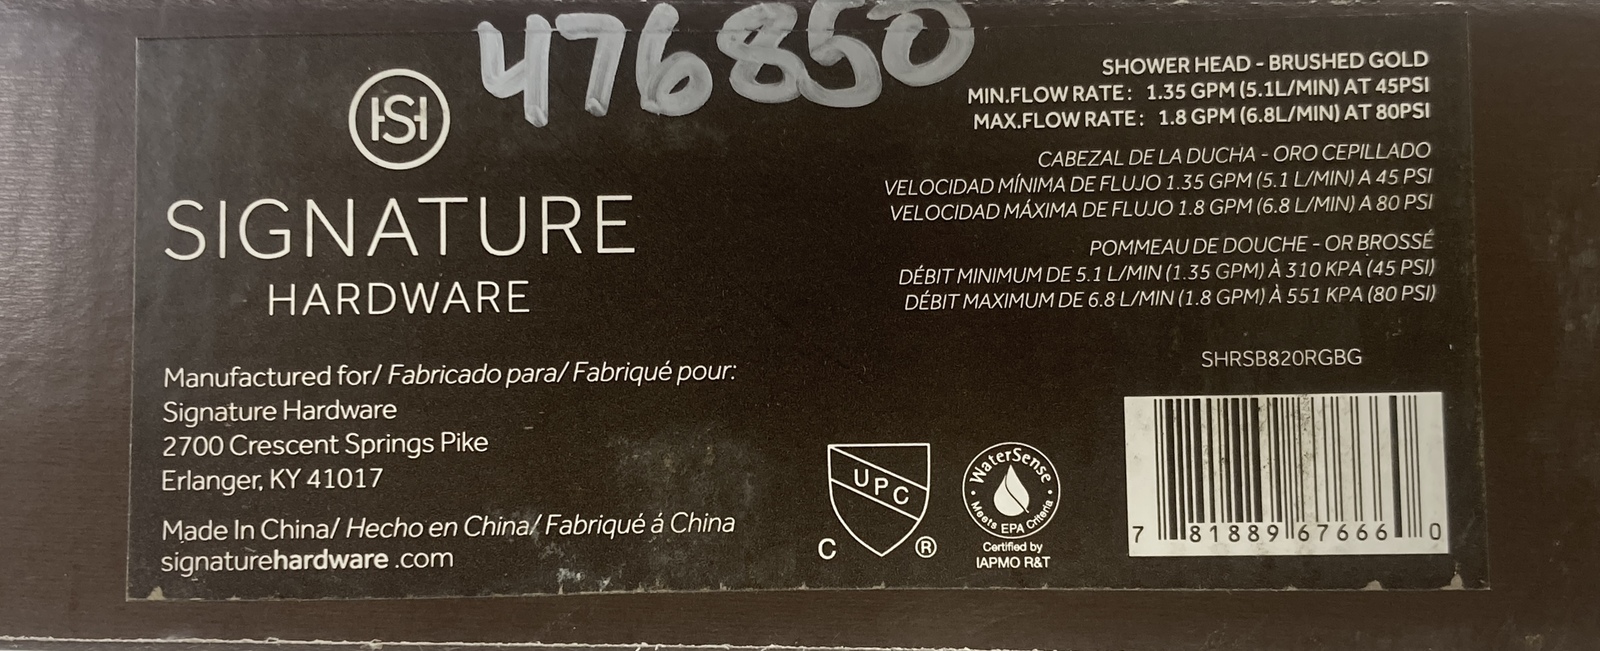 476850
HSH
SIGNATURE
HARDWARE
Manufactured for/ Fabricado para/ Fabriqué pour:
Signature Hardware
2700 Crescent Springs Pike
Erlanger, KY 41017
Made In China/ Hecho en China/ Fabriqué á China
signaturehardware .com
SHOWER HEAD - BRUSHED GOLD
MIN.FLOW RATE: 1.35 GPM (5.1L/MIN) AT 45PSI
MAX.FLOW RATE: 1.8 GPM (6.8L/MIN) AT 80PSI
CABEZAL DE LA DUCHA - ORO CEPILLADO
VELOCIDAD MÍNIMA DE FLUJO 1.35 GPM (5.1 L/MIN) A 45 PSI
VELOCIDAD MÁXIMA DE FLUJO 1.8 GPM (6.8 L/MIN) A 80 PSI
POMMEAU DE DOUCHE - OR BROSSÉ
DÉBIT MINIMUM DE 5.1 L/MIN (1.35 GPM) À 310 KPA (45 PSI)
DÉBIT MAXIMUM DE 6.8 L/MIN (1.8 GPM) À 551 KPA (80 PSI)
UPC
C ®
WaterSense
Meets EPA Criteria
Certified by
IAPMO R&T
SHRSB820RGBG
7 81889 67666 0